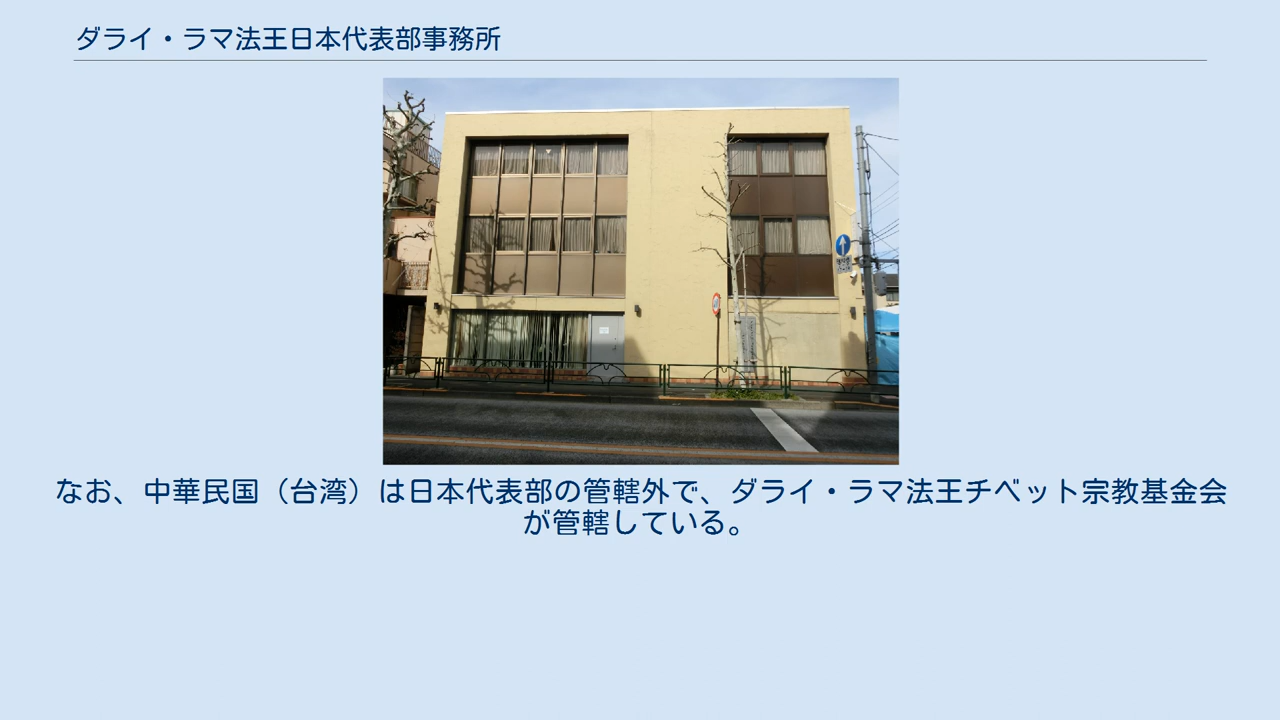 ダライ・ラマ法王日本代表部事務所
なお、中華民国（台湾）は日本代表部の管轄外で、ダライ・ラマ法王チベット宗教基金会
が管轄している。